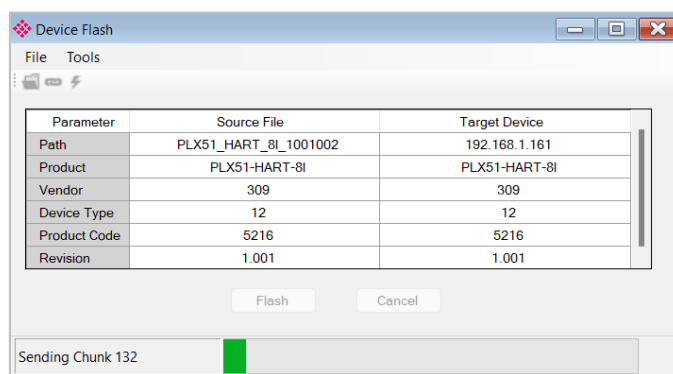 Device Flash
File Tools
Parameter Source File Target Device
Path PLX51_HART_8I_1001002 192.168.1.161
Product PLX51-HART-8I PLX51-HART-8I
Vendor 309 309
Device Type 12 12
Product Code 5216 5216
Revision 1.001 1.001
Flash Cancel
Sending Chunk 132